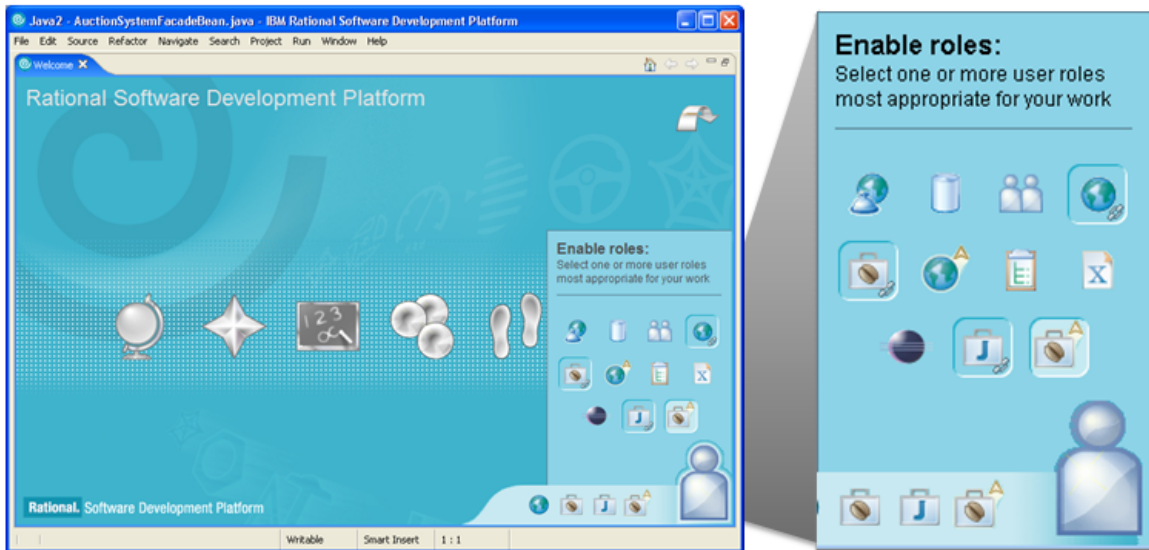 Java2 - AuctionSystemFacadeBean.java - IBM Rational Software Development Platform
File Edit Source Refactor Navigate Search Project Run Window Help
Welcome
Rational Software Development Platform
1 2 3
Enable roles:
Select one or more user roles
most appropriate for your work
E
X
J
Rational. Software Development Platform
J
Writable Smart Insert 1 : 1
Enable roles:
Select one or more user roles
most appropriate for your work
E
X
J
J